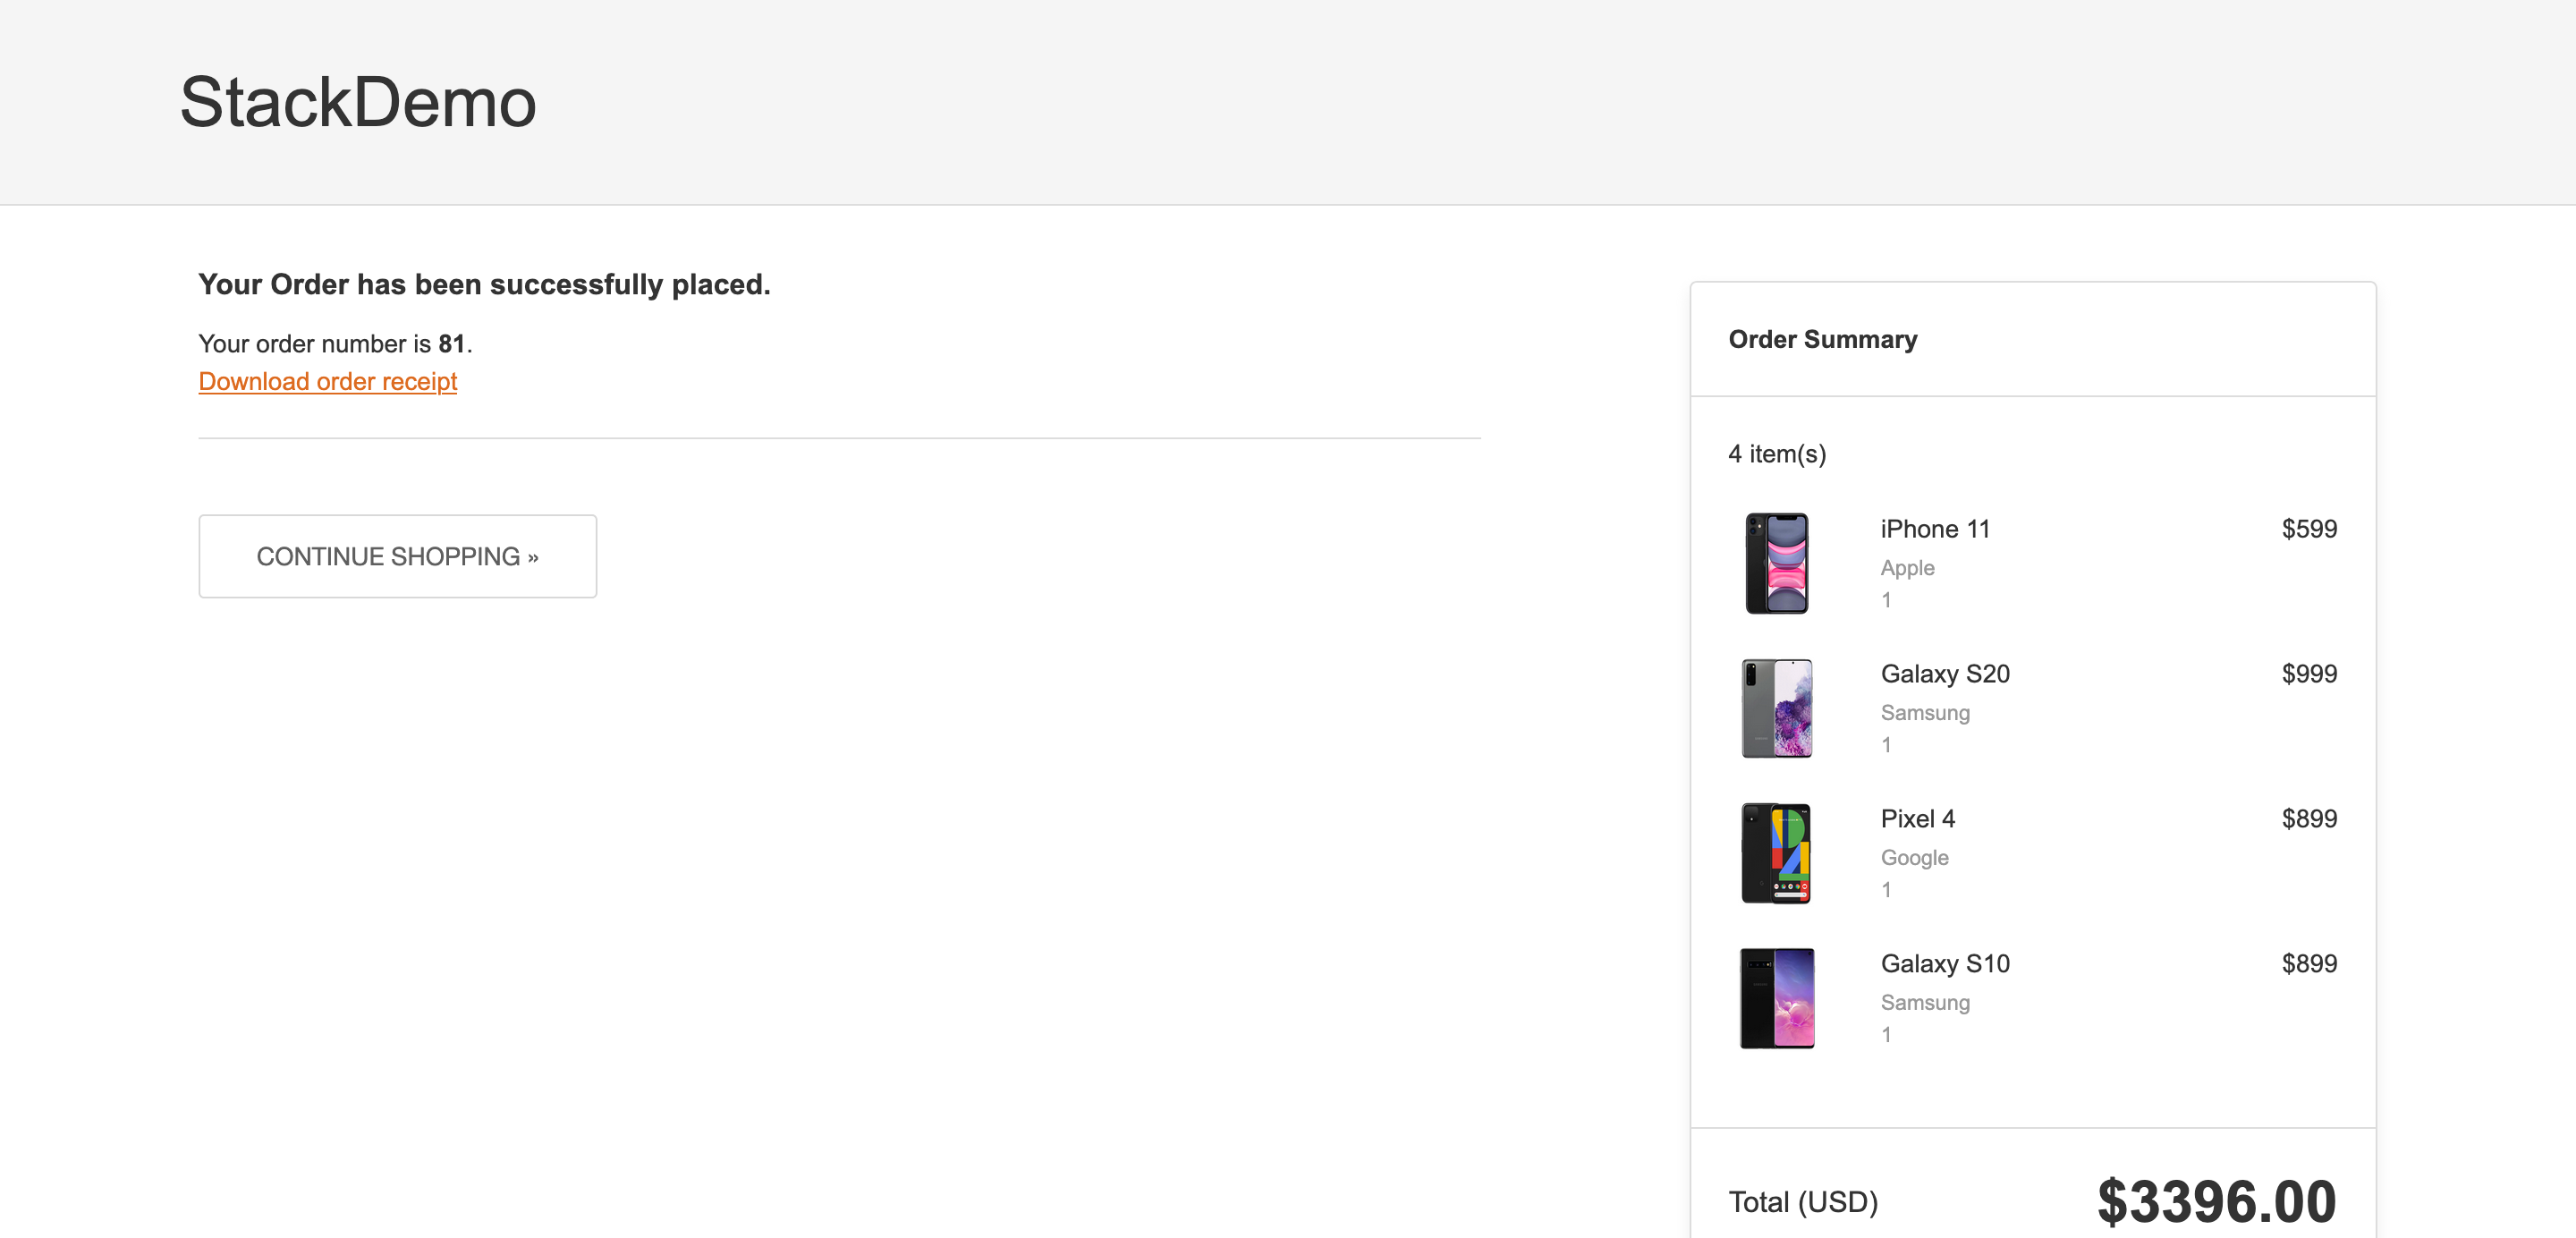 StackDemo
Your Order has been successfully placed.
Your order number is 81.
Download order receipt
CONTINUE SHOPPING »
Order Summary
4 item(s)
iPhone 11 $599
Apple
1
Galaxy S20 $999
Samsung
1
Pixel 4 $899
Google
1
Galaxy S10 $899
Samsung
1
Total (USD) $3396.00